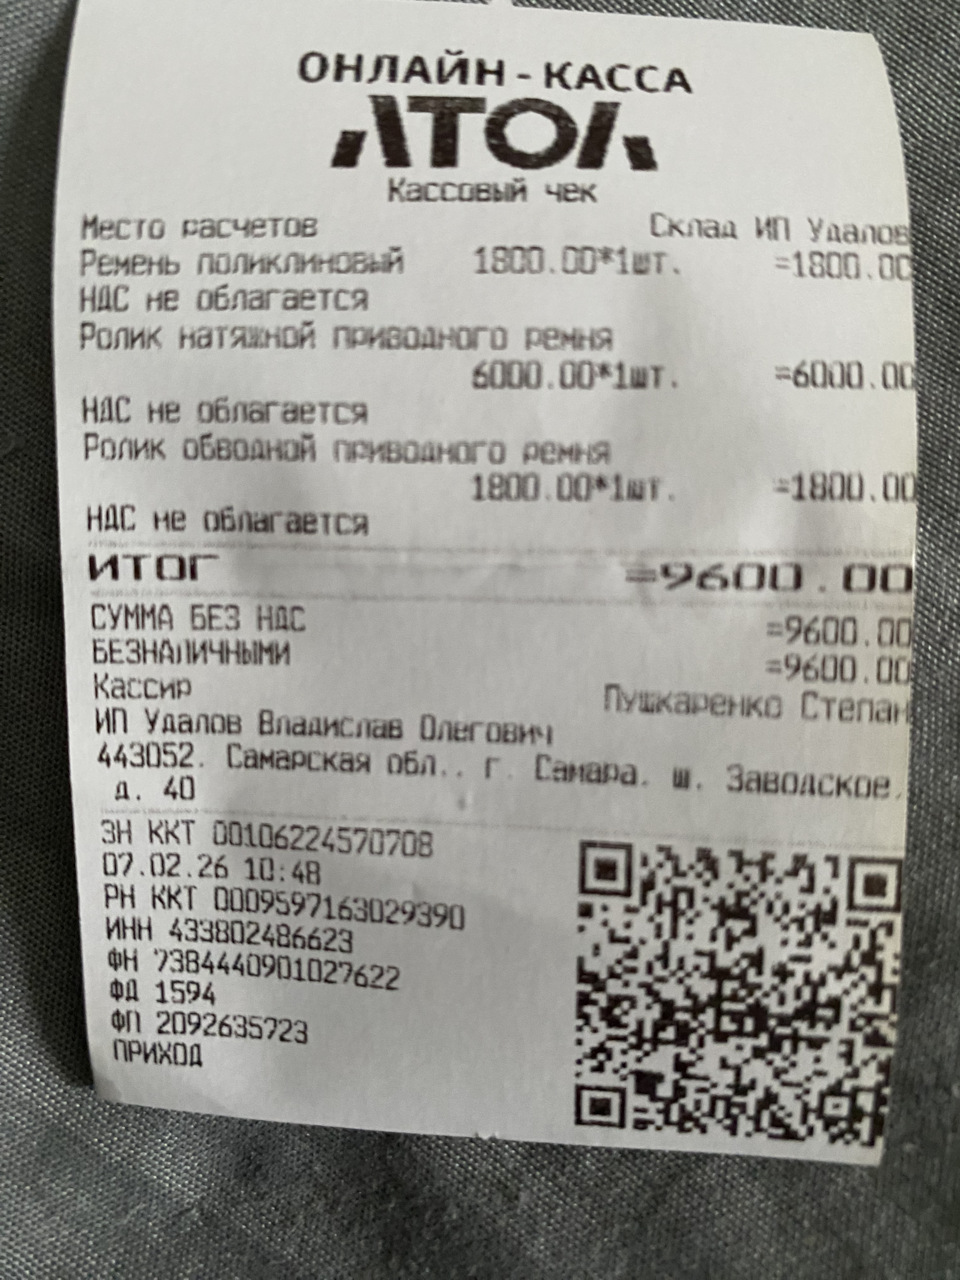 ОНЛАЙН-КАССА
АТОЛ
Кассовый чек
Место расчетов Склад ИП Удалов
Ремень поликлиновый 1800.00*1шт. =1800.00
НДС не облагается
Ролик натяжной приводного ремня
6000.00*1шт. =6000.00
НДС не облагается
Ролик обводной приводного ремня
1800.00*1шт. =1800.00
НДС не облагается
ИТОГ =9600.00
СУММА БЕЗ НДС =9600.00
БЕЗНАЛИЧНЫМИ =9600.00
Кассир Пушкаренко Степан
ИП Удалов Владислав Олегович
443052. Самарская обл.. г. Самара. ш. Заводское.
д. 40
ЗН ККТ 00106224570708
07.02.26 10:48
РН ККТ 0009597163029390
ИНН 433802486623
ФН 7384440901027622
ФД 1594
ФП 2092635723
ПРИХОД